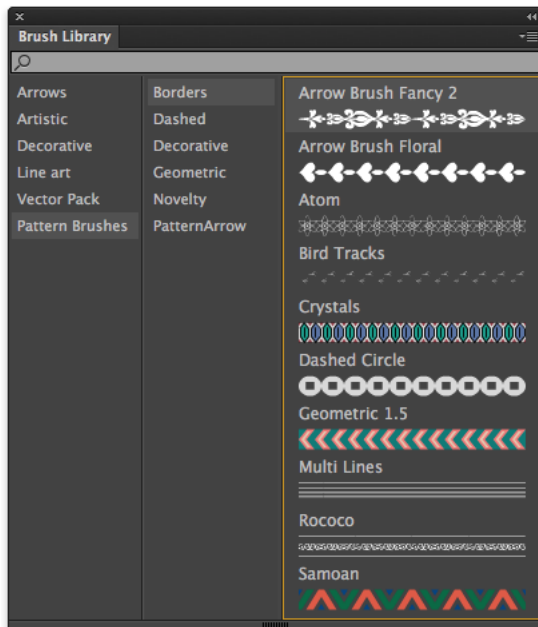 Brush Library
Arrows
Artistic
Decorative
Line art
Vector Pack
Pattern Brushes
Borders
Dashed
Decorative
Geometric
Novelty
PatternArrow
Arrow Brush Fancy 2
Arrow Brush Floral
Atom
Bird Tracks
Crystals
Dashed Circle
Geometric 1.5
Multi Lines
Rococo
Samoan